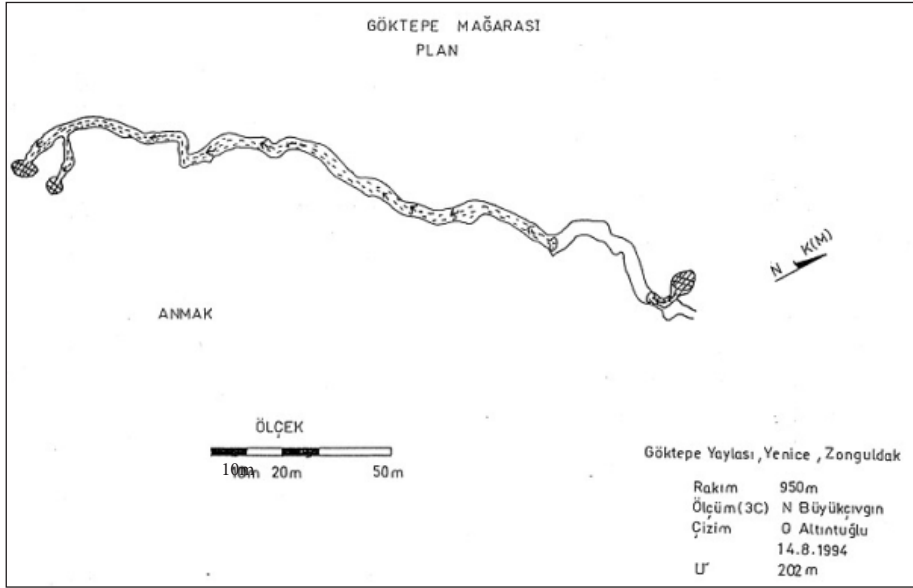 GÖKTEPE MAĞARASI
PLAN
N K(M)
ANMAK
ÖLÇEK
10m 20m 50m
Göktepe Yaylası, Yenice, Zonguldak
Rakım 950m
Ölçüm(3C) N Büyükçıvgın
Çizim O Altıntuğlu
14.8.1994
U 202 m